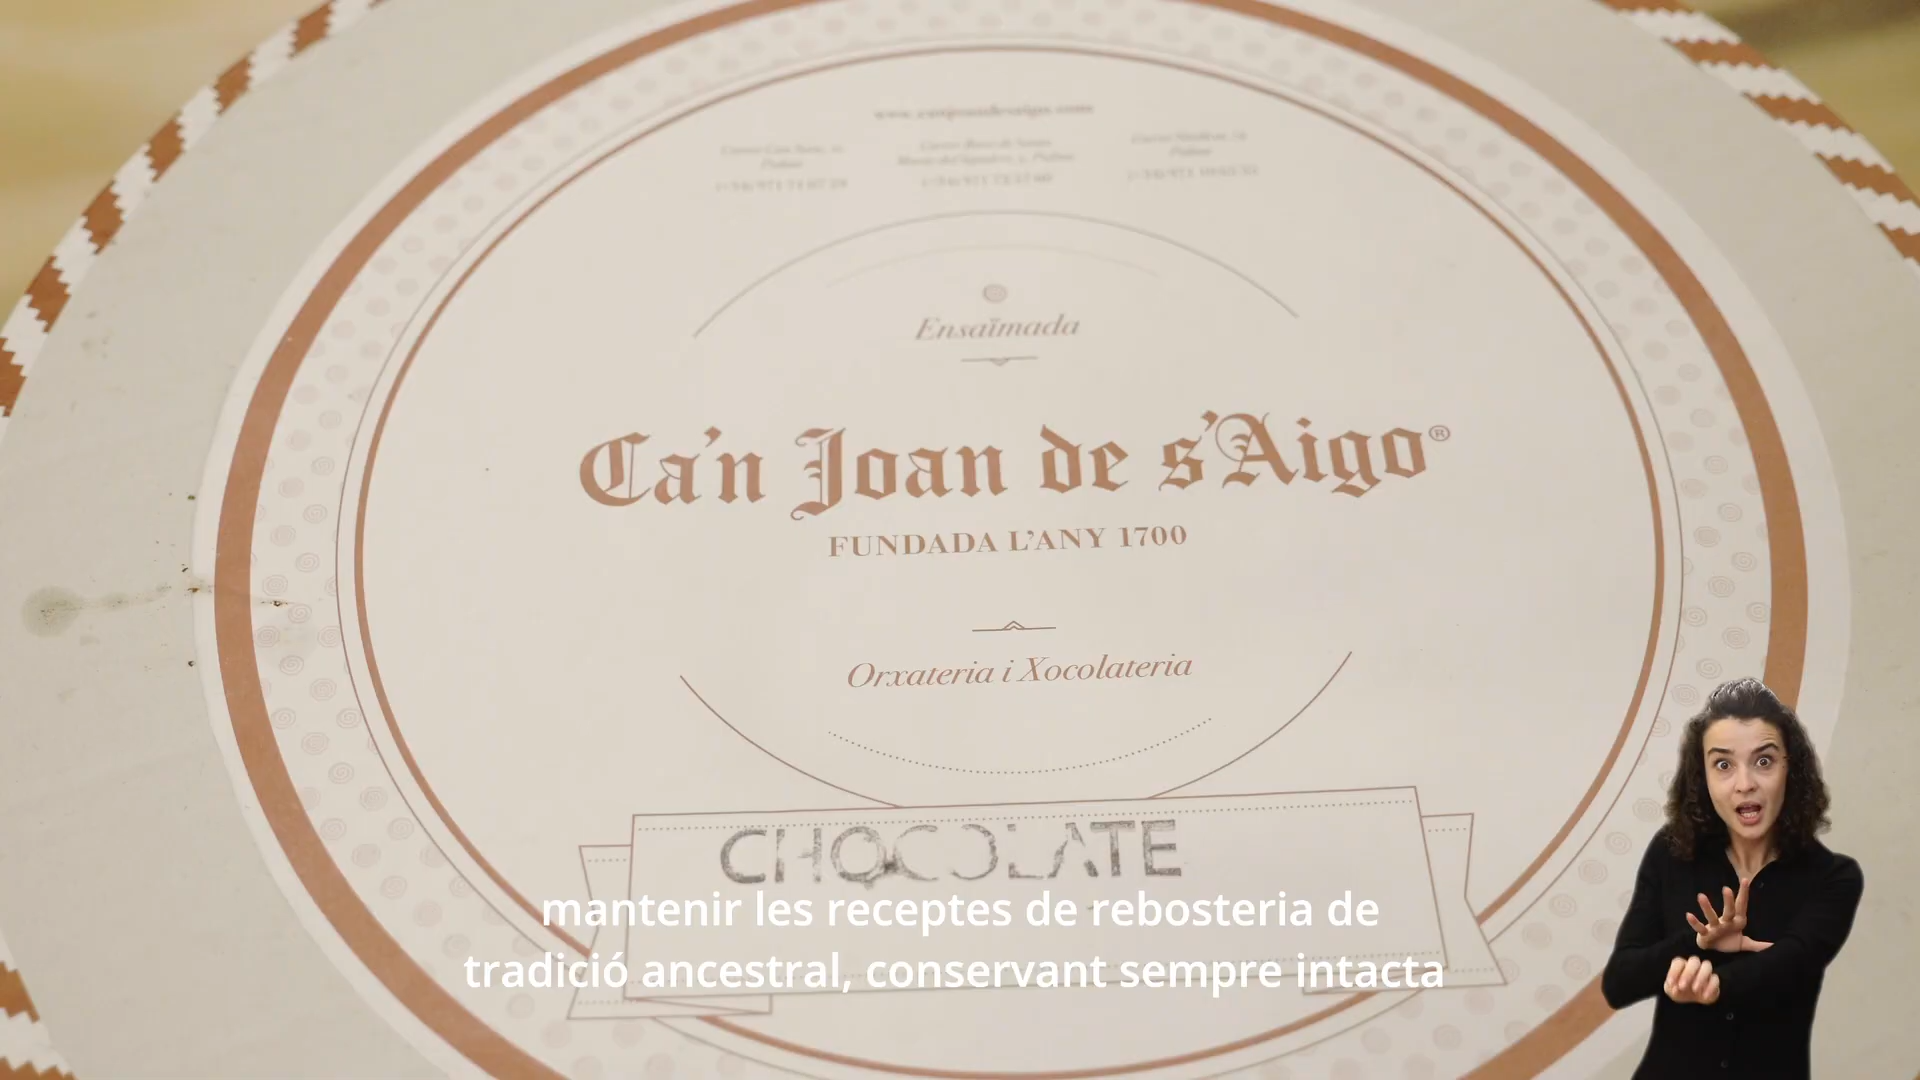 Palma
Ensaïmada
Ca'n Joan de s'Aigo®
FUNDADA L'ANY 1700
Orxateria i Xocolateria
CHOCOLATE
mantenir les receptes de rebosteria de
tradició ancestral, conservant sempre intacta